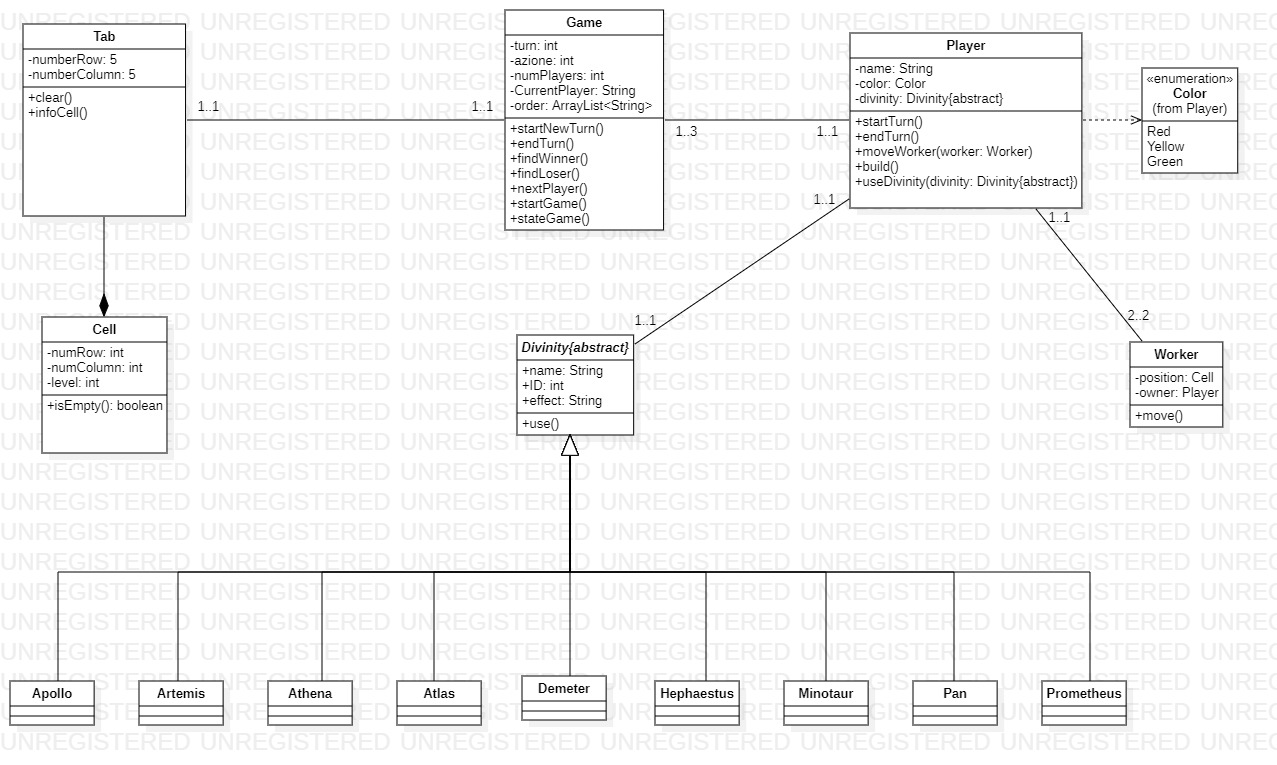 Tab
-numberRow: 5
-numberColumn: 5
+clear()
+infoCell()
1..1
1..1
Game
-turn: int
-azione: int
-numPlayers: int
-CurrentPlayer: String
-order: ArrayList<String>
+startNewTurn()
+endTurn()
+findWinner()
+findLoser()
+nextPlayer()
+startGame()
+stateGame()
1..3
1..1
Player
-name: String
-color: Color
-divinity: Divinity{abstract}
+startTurn()
+endTurn()
+moveWorker(worker: Worker)
+build()
+useDivinity(divinity: Divinity{abstract})
«enumeration»
Color
(from Player)
Red
Yellow
Green
1..1
1..1
1..1
2..2
Cell
-numRow: int
-numColumn: int
-level: int
+isEmpty(): boolean
Divinity{abstract}
+name: String
+ID: int
+effect: String
+use()
Worker
-position: Cell
-owner: Player
+move()
Apollo
Artemis
Athena
Atlas
Demeter
Hephaestus
Minotaur
Pan
Prometheus
UNREGISTERED